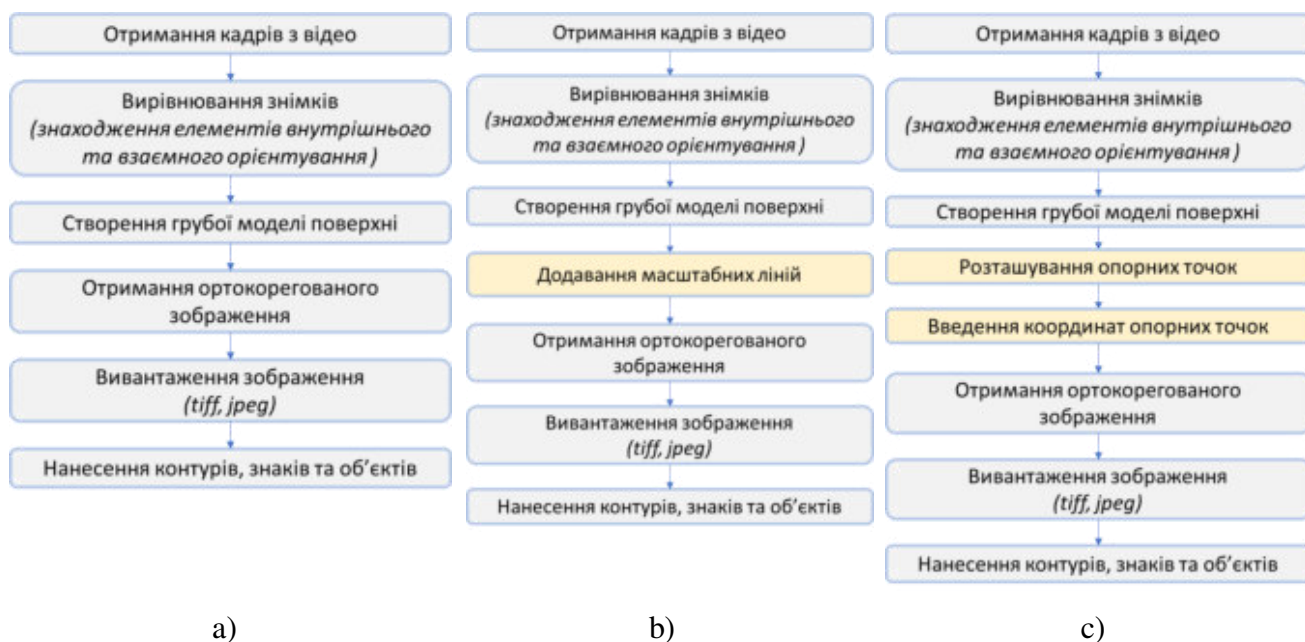 Отримання кадрів з відео
Вирівнювання знімків
(знаходження елементів внутрішнього
та взаємного орієнтування )
Створення грубої моделі поверхні
Отримання ортокорегованого
зображення
Вивантаження зображення
(tiff, jpeg)
Нанесення контурів, знаків та об’єктів
a)
Отримання кадрів з відео
Вирівнювання знімків
(знаходження елементів внутрішнього
та взаємного орієнтування )
Створення грубої моделі поверхні
Додавання масштабних ліній
Отримання ортокорегованого
зображення
Вивантаження зображення
(tiff, jpeg)
Нанесення контурів, знаків та об’єктів
b)
Отримання кадрів з відео
Вирівнювання знімків
(знаходження елементів внутрішнього
та взаємного орієнтування )
Створення грубої моделі поверхні
Розташування опорних точок
Введення координат опорних точок
Отримання ортокорегованого
зображення
Вивантаження зображення
(tiff, jpeg)
Нанесення контурів, знаків та об’єктів
c)